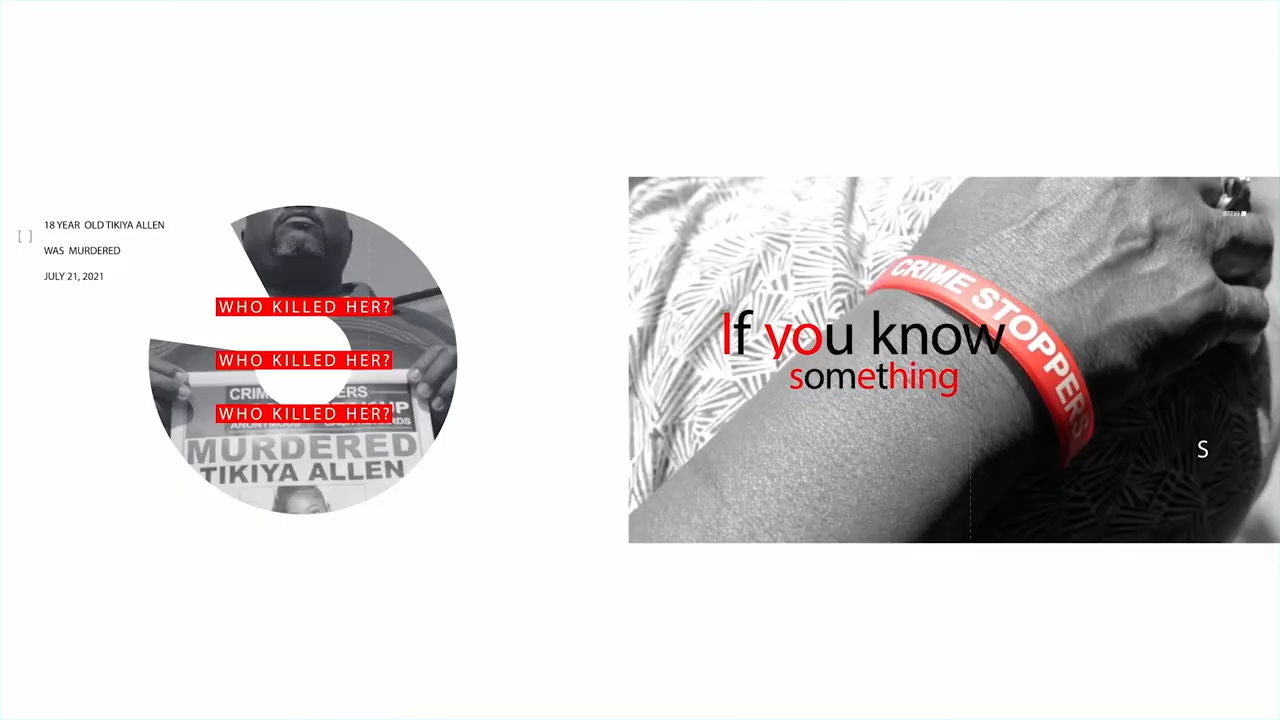 18 YEAR OLD TIKIYA ALLEN
[ ]
WAS MURDERED
JULY 21, 2021
WHO KILLED HER?
WHO KILLED HER?
WHO KILLED HER?
MURDERED
TIKIYA ALLEN
CRIME STOPPERS
If you know
something
S